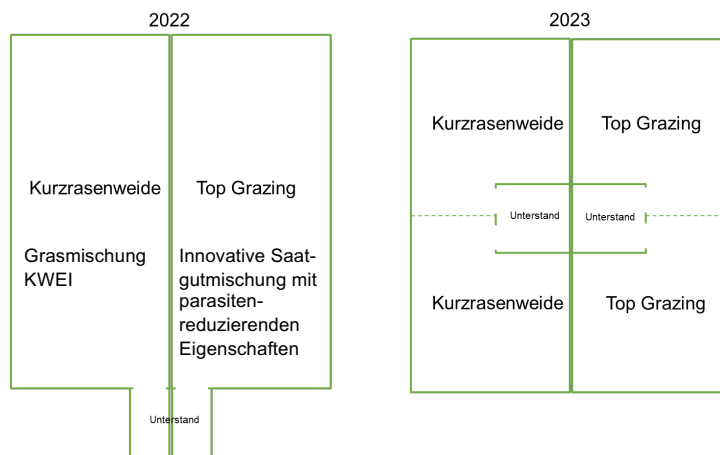 2022
Kurzrasenweide
Top Grazing
Grasmischung
KWEI
Innovative Saat-
gutmischung mit
parasiten-
reduzierenden
Eigenschaften
Unterstand
2023
Kurzrasenweide
Top Grazing
Unterstand
Unterstand
Kurzrasenweide
Top Grazing